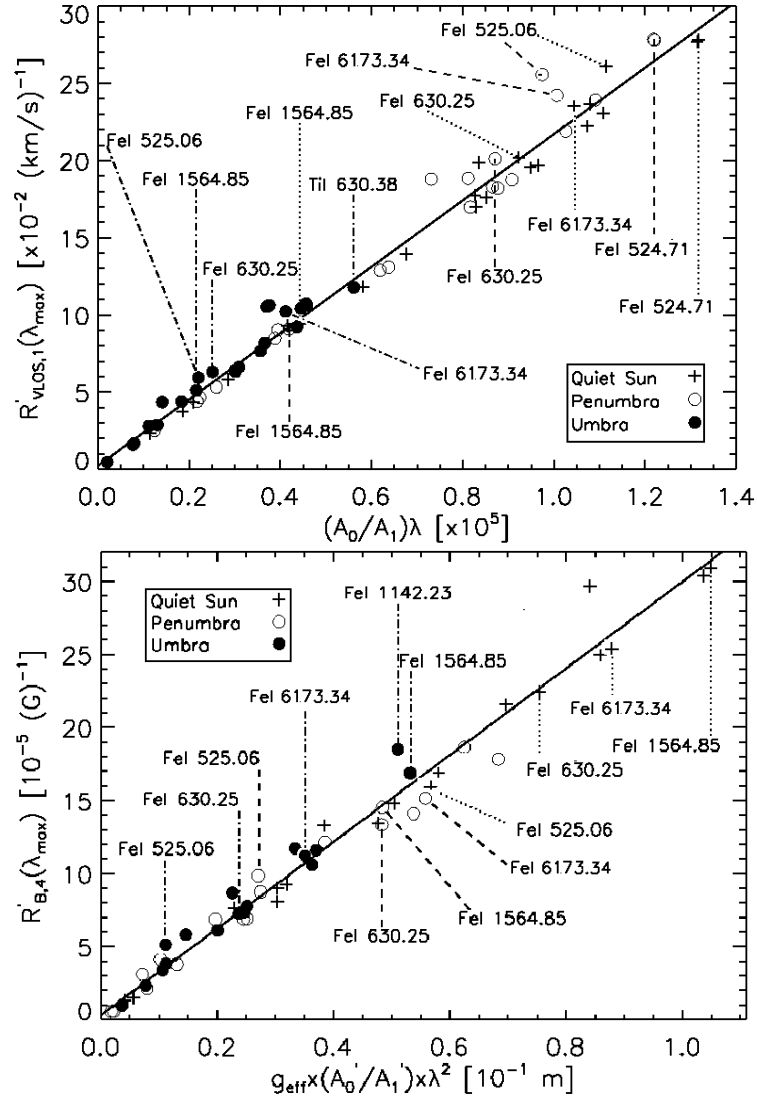 30
25
20
15
10
5
0
R'VLOS,1(λmax) [x10⁻² (km/s)⁻¹]
FeI 525.06
FeI 6173.34
FeI 630.25
FeI 1564.85
FeI 525.06
FeI 1564.85
TiI 630.38
FeI 630.25
FeI 6173.34
FeI 524.71
FeI 630.25
FeI 524.71
FeI 6173.34
FeI 1564.85
Quiet Sun +
Penumbra ○
Umbra ●
0.0 0.2 0.4 0.6 0.8 1.0 1.2 1.4
(A₀/A₁)λ [x10⁵]
30
25
20
15
10
5
0
R'B,4(λmax) [10⁻⁵ (G)⁻¹]
Quiet Sun +
Penumbra ○
Umbra ●
FeI 1142.23
FeI 1564.85
FeI 6173.34
FeI 525.06
FeI 630.25
FeI 525.06
FeI 6173.34
FeI 1564.85
FeI 630.25
FeI 525.06
FeI 6173.34
FeI 1564.85
FeI 630.25
0.0 0.2 0.4 0.6 0.8 1.0
geffx(A₀'/A₁')xλ² [10⁻¹ m]